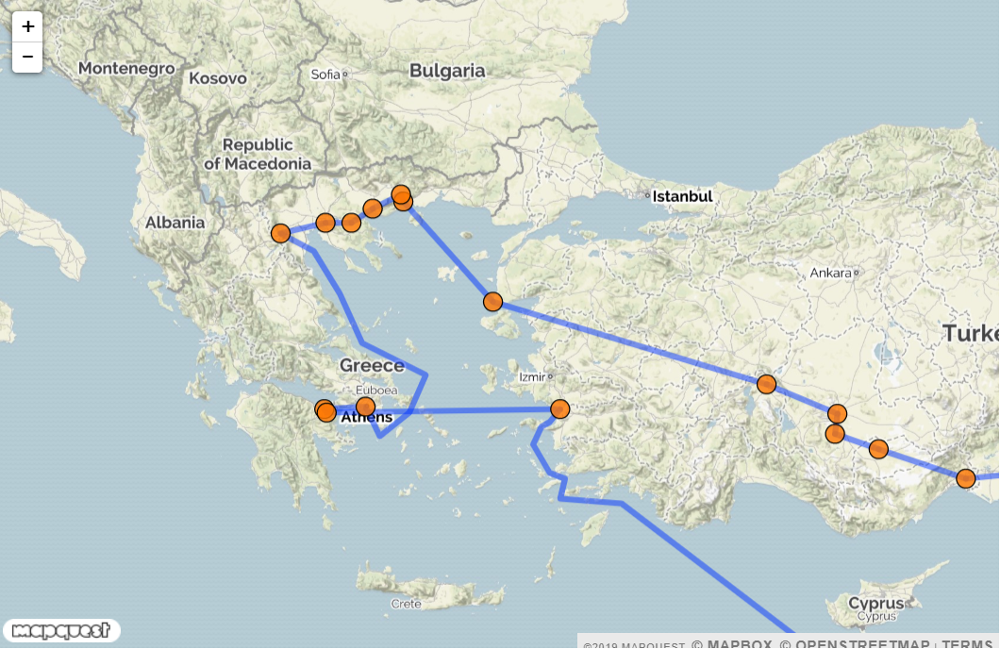 +
−
Montenegro
Kosovo
Sofia
Bulgaria
Republic
of Macedonia
Istanbul
Albania
Ankara
Turke
Greece
Izmir
Euboea
Athens
Crete
Cyprus
Cyprus
mapquest
©2019 MAPQUEST © MAPBOX © OPENSTREETMAP | TERMS